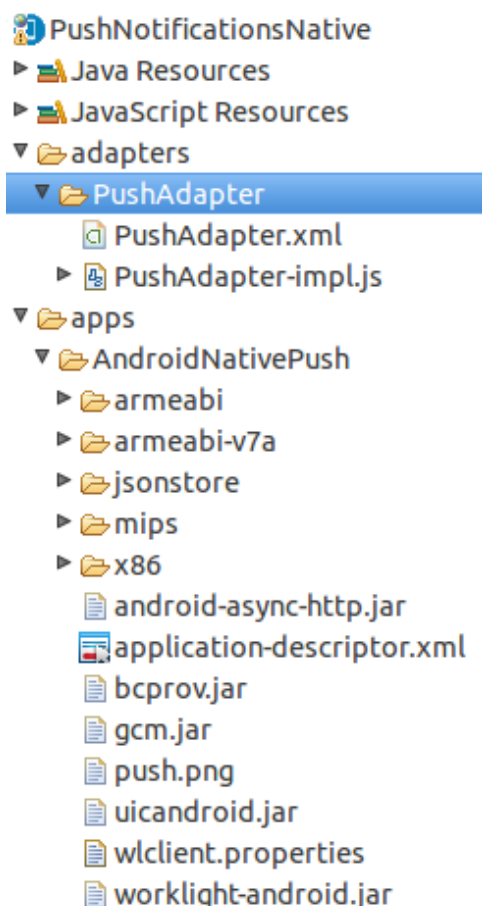 PushNotificationsNative
Java Resources
JavaScript Resources
adapters
PushAdapter
PushAdapter.xml
PushAdapter-impl.js
apps
AndroidNativePush
armeabi
armeabi-v7a
jsonstore
mips
x86
android-async-http.jar
application-descriptor.xml
bcprov.jar
gcm.jar
push.png
uicandroid.jar
wlclient.properties
worklight-android.jar